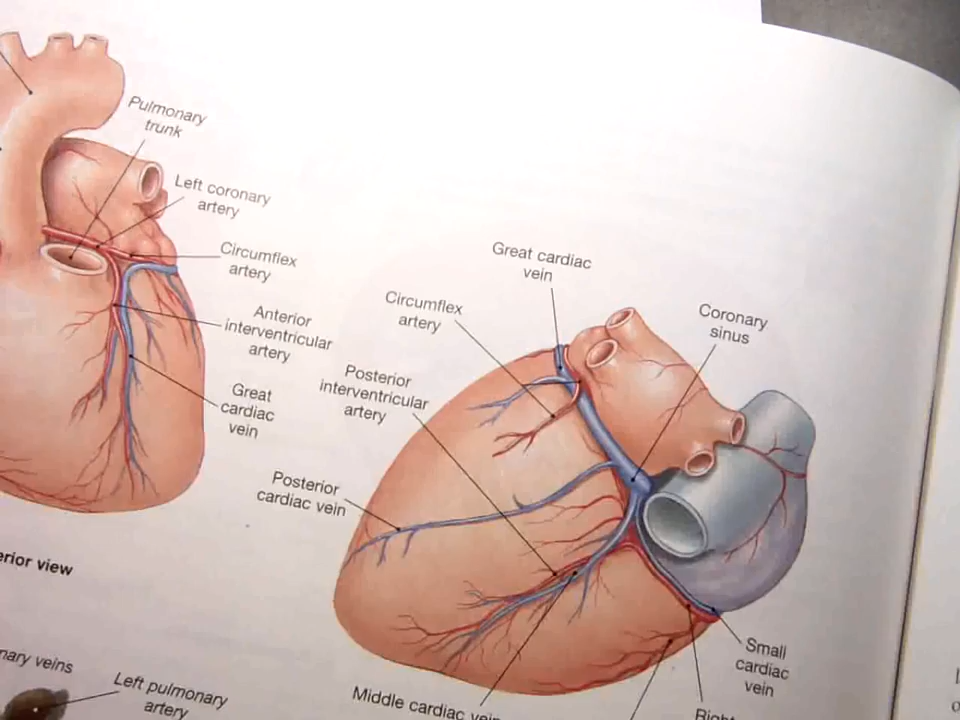 Pulmonary
trunk
Left coronary
artery
Circumflex
artery
Anterior
interventricular
artery
Great
cardiac
vein
Great cardiac
vein
Circumflex
artery
Coronary
sinus
Posterior
interventricular
artery
Posterior
cardiac vein
Small
cardiac
vein
Middle cardiac vein
Right
erior view
nary veins
Left pulmonary
artery